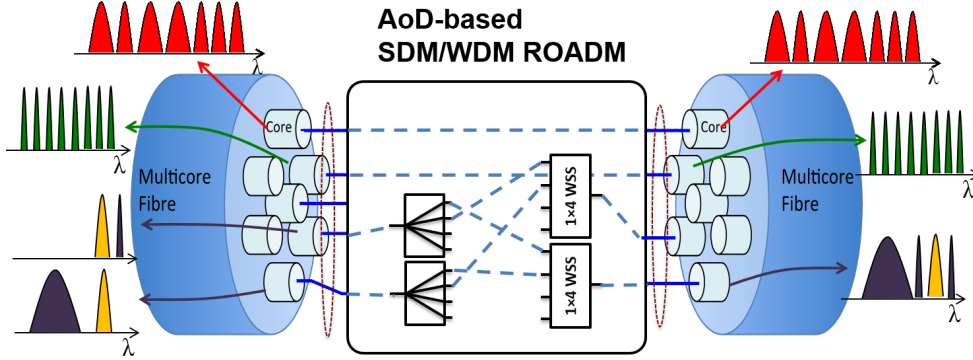 AoD-based
SDM/WDM ROADM
λ
λ
Core
Core
λ
λ
Multicore
Fibre
Multicore
Fibre
1×4 WSS
1×4 WSS
λ
λ
λ